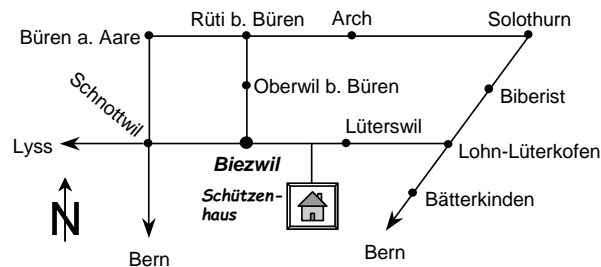 Rüti b. Büren
Arch
Solothurn
Büren a. Aare
Oberwil b. Büren
Biberist
Schnottwil
Lyss
Biezwil
Lüterswil
Lohn-Lüterkofen
Schützen-
haus
Bätterkinden
N
Bern
Bern